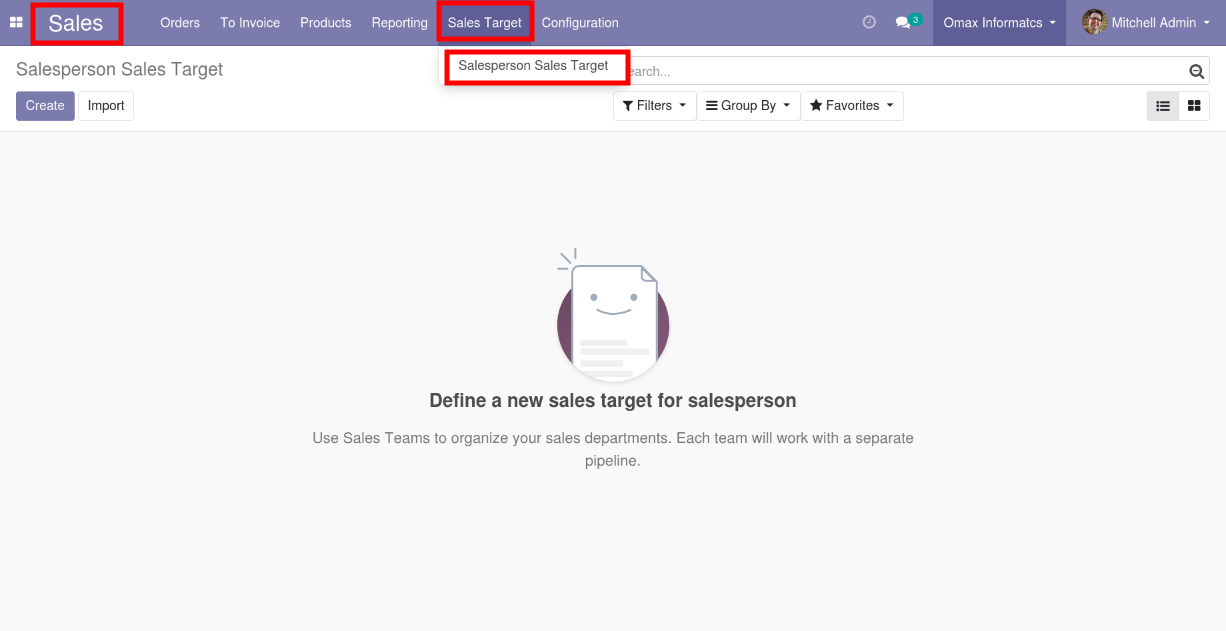 Sales Orders To Invoice Products Reporting Sales Target Configuration 3 Omax Informatcs Mitchell Admin
Salesperson Sales Target
Salesperson Sales Target
Create Import Filters Group By Favorites
Define a new sales target for salesperson
Use Sales Teams to organize your sales departments. Each team will work with a separate
pipeline.